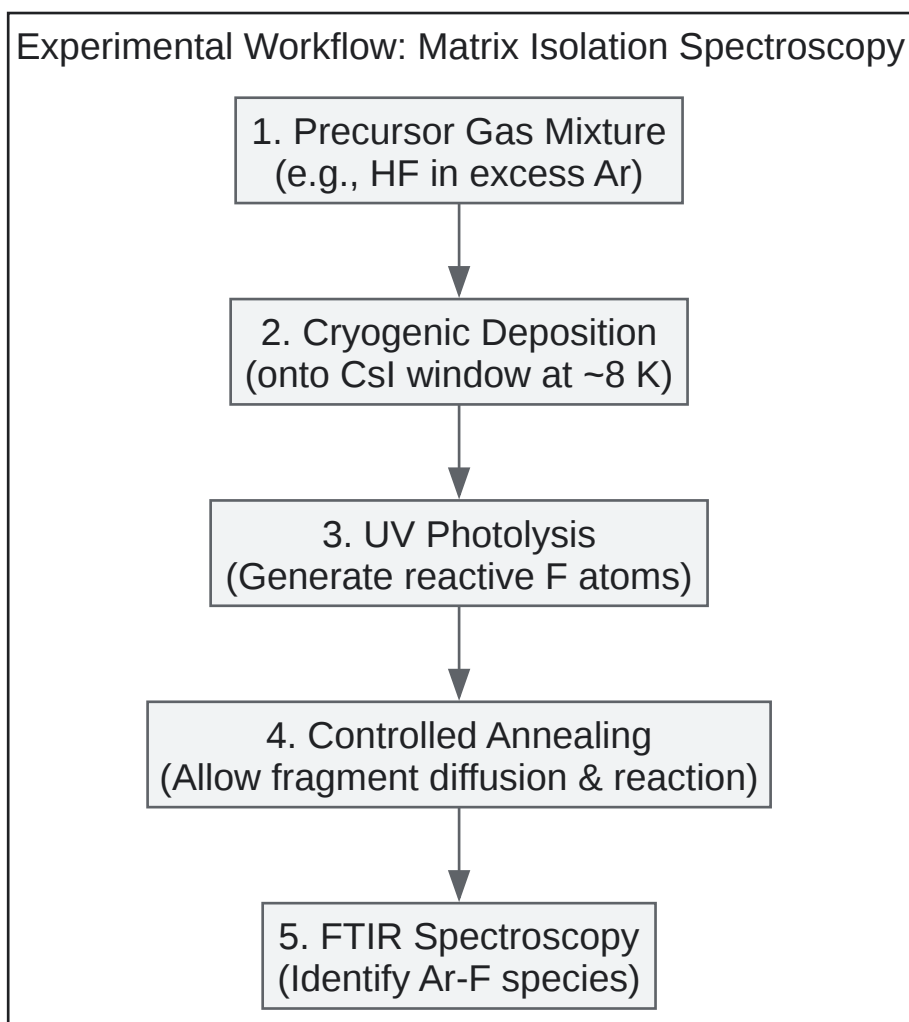 Experimental Workflow: Matrix Isolation Spectroscopy
1. Precursor Gas Mixture
(e.g., HF in excess Ar)
2. Cryogenic Deposition
(onto CsI window at ~8 K)
3. UV Photolysis
(Generate reactive F atoms)
4. Controlled Annealing
(Allow fragment diffusion & reaction)
5. FTIR Spectroscopy
(Identify Ar-F species)